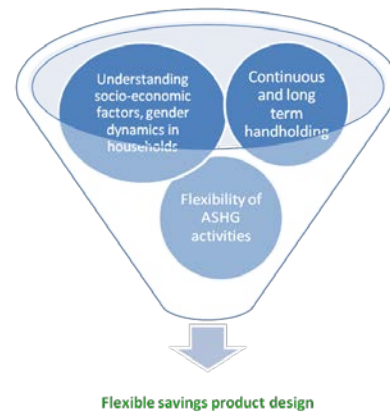 Understanding
socio-economic
factors, gender
dynamics in
households
Continuous
and long
term
handholding
Flexibility of
ASHG
activities
Flexible savings product design